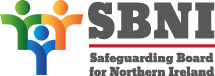 SBNI
Safeguarding Board
for Northern Ireland